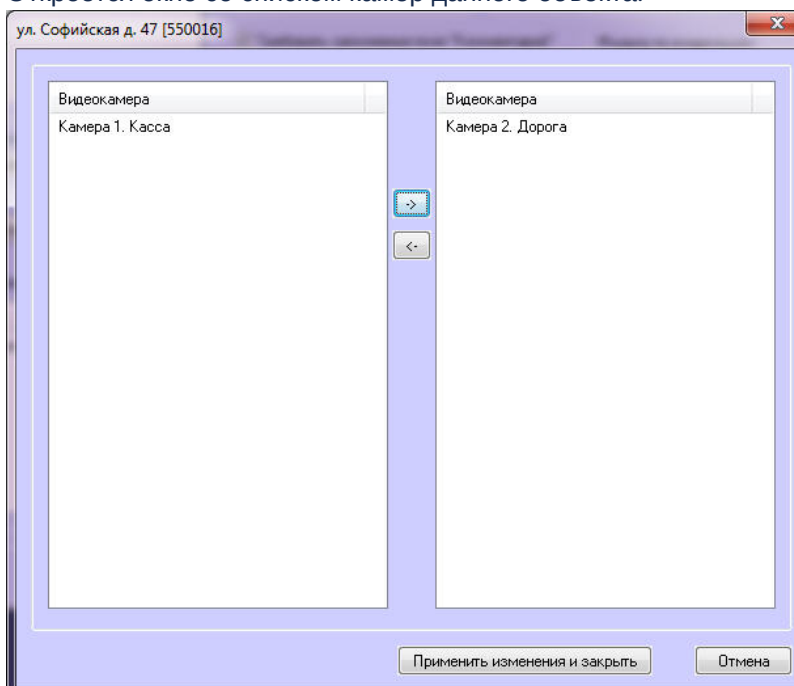 Откроется окно со списком камер данного объекта.
ул. Софийская д. 47 [550016]
Видеокамера
Камера 1. Касса
Видеокамера
Камера 2. Дорога
->
<-
Применить изменения и закрыть
Отмена